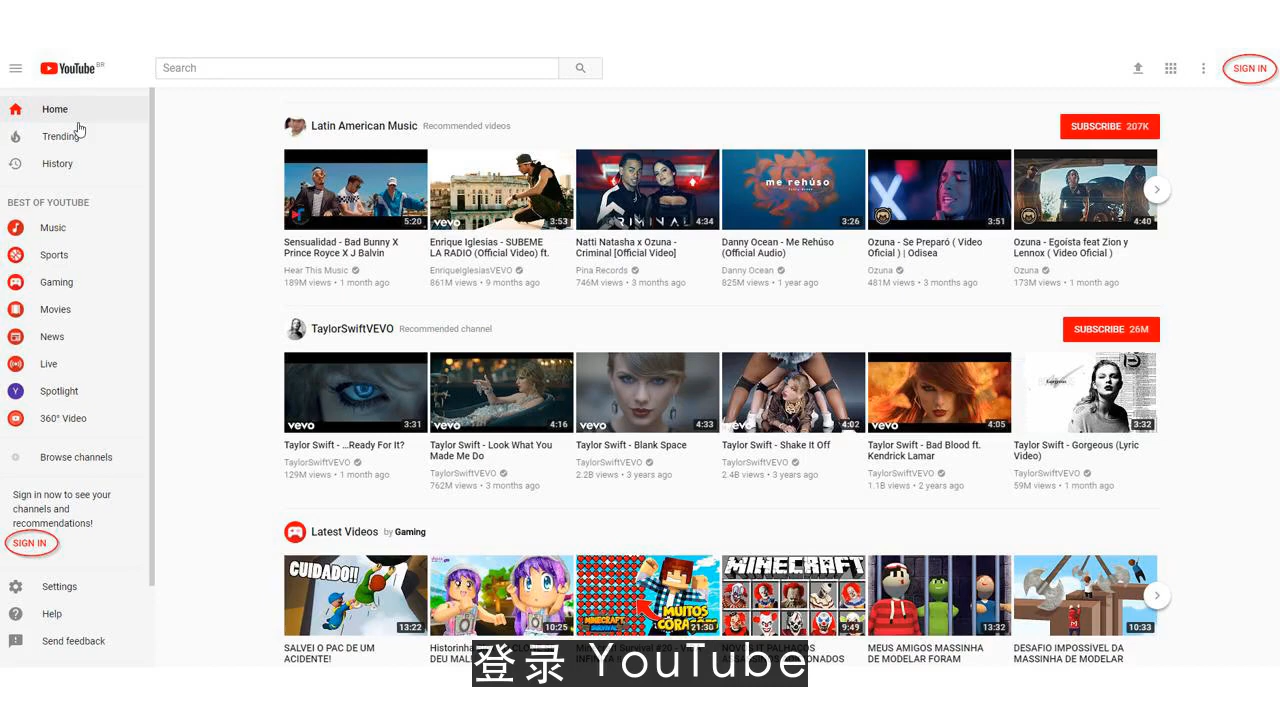 YouTube BR
Search
SIGN IN
Home
Trending
History
BEST OF YOUTUBE
Music
Sports
Gaming
Movies
News
Live
Spotlight
360° Video
Browse channels
Sign in now to see your
channels and
recommendations!
SIGN IN
Settings
Help
Send feedback
Latin American Music Recommended videos
SUBSCRIBE 207K
me rehúso
5:20 3:53 4:34 3:26 3:51 4:40
Sensualidad - Bad Bunny X
Prince Royce X J Balvin
Hear This Music
189M views • 1 month ago
Enrique Iglesias - SUBEME
LA RADIO (Official Video) ft.
EnriqueIglesiasVEVO
861M views • 9 months ago
Natti Natasha x Ozuna -
Criminal [Official Video]
Pina Records
746M views • 3 months ago
Danny Ocean - Me Rehúso
(Official Audio)
Danny Ocean
825M views • 1 year ago
Ozuna - Se Preparó ( Video
Oficial ) | Odisea
Ozuna
481M views • 3 months ago
Ozuna - Egoísta feat Zion y
Lennox ( Video Oficial )
Ozuna
173M views • 1 month ago
TaylorSwiftVEVO Recommended channel
SUBSCRIBE 26M
3:31 4:16 4:33 4:02 4:05 3:32
Taylor Swift - ...Ready For It?
TaylorSwiftVEVO
129M views • 1 month ago
Taylor Swift - Look What You
Made Me Do
TaylorSwiftVEVO
762M views • 3 months ago
Taylor Swift - Blank Space
TaylorSwiftVEVO
2.2B views • 3 years ago
Taylor Swift - Shake It Off
TaylorSwiftVEVO
2.4B views • 3 years ago
Taylor Swift - Bad Blood ft.
Kendrick Lamar
TaylorSwiftVEVO
1.1B views • 2 years ago
Taylor Swift - Gorgeous (Lyric
Video)
TaylorSwiftVEVO
59M views • 1 month ago
Latest Videos by Gaming
CUIDADO!!
MUITOS
CORAÇÕES
MINECRAFT
13:22 10:25 21:30 9:49 13:32 10:33
SALVEI O PAC DE UM
ACIDENTE!
MEUS AMIGOS MASSINHA
DE MODELAR FORAM
DESAFIO IMPOSSÍVEL DA
MASSINHA DE MODELAR
登录 YouTube